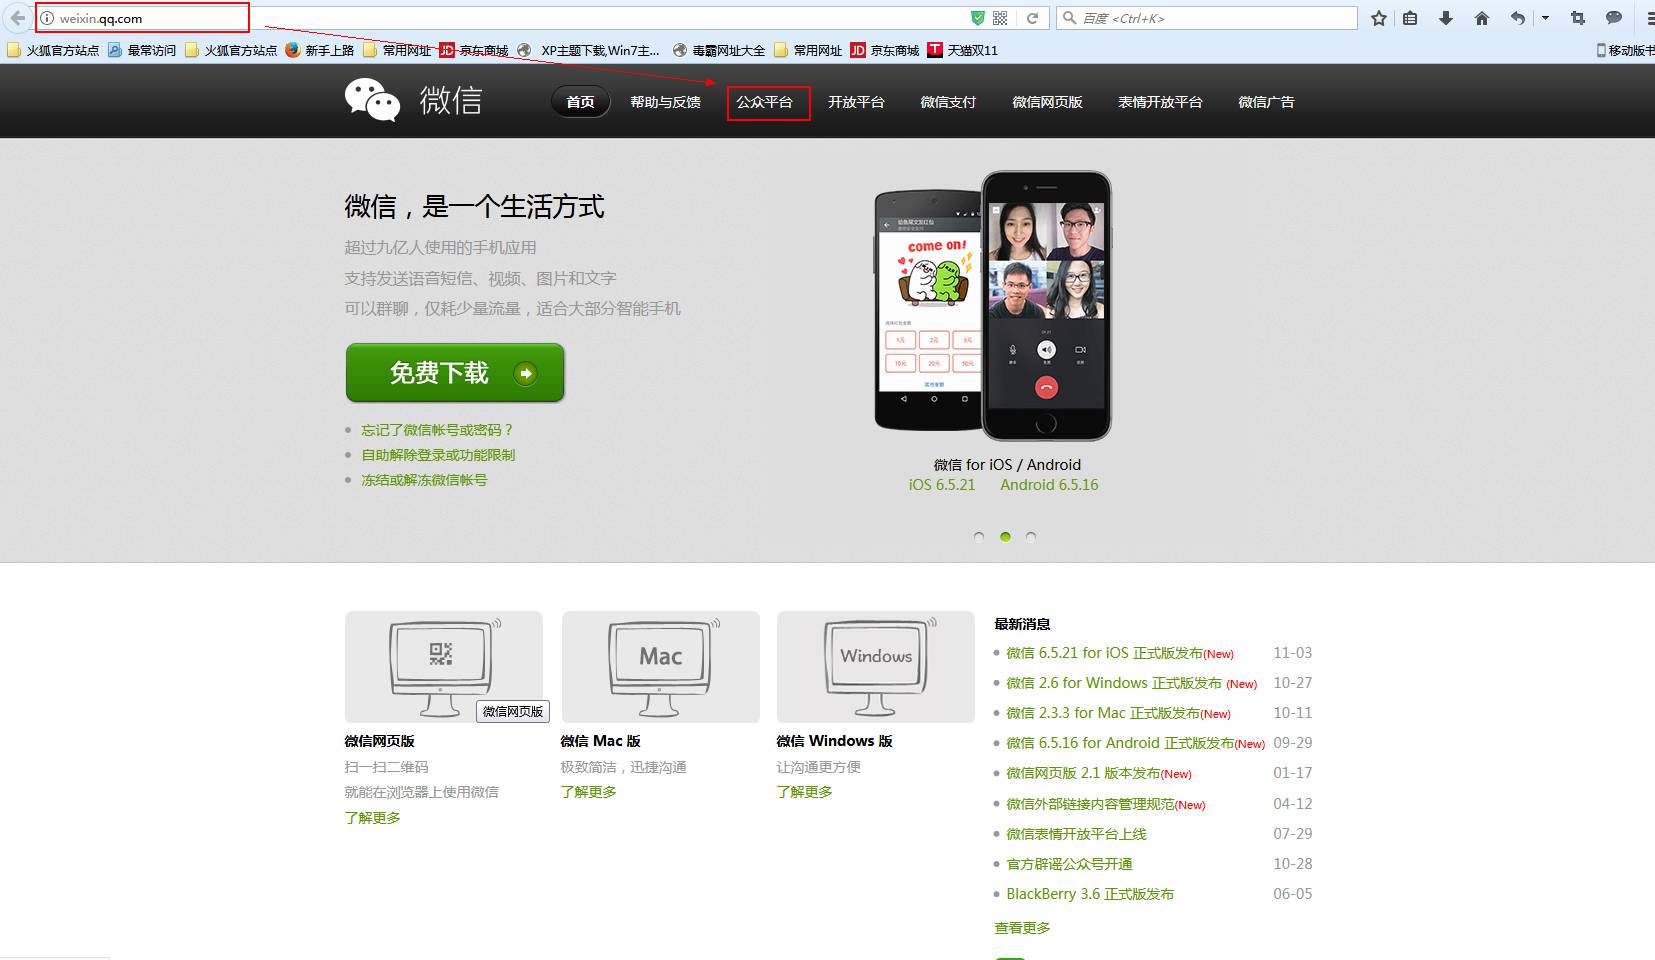 weixin.qq.com
百度 <Ctrl+K>
火狐官方站点 最常访问 火狐官方站点 新手上路 常用网址 JD 京东商城 XP主题下载,Win7主... 毒霸网址大全 常用网址 JD 京东商城 T 天猫双11 移动版书
微信 首页 帮助与反馈 公众平台 开放平台 微信支付 微信网页版 表情开放平台 微信广告
微信，是一个生活方式
超过九亿人使用的手机应用
支持发送语音短信、视频、图片和文字
可以群聊，仅耗少量流量，适合大部分智能手机
免费下载
忘记了微信帐号或密码？
自助解除登录或功能限制
冻结或解冻微信帐号
come on!
1元 2元 5元
10元 20元 50元
其他金额
微信 for iOS / Android
iOS 6.5.21 Android 6.5.16
Mac
Windows
微信网页版
微信网页版
扫一扫二维码
就能在浏览器上使用微信
了解更多
微信 Mac 版
极致简洁，迅捷沟通
了解更多
微信 Windows 版
让沟通更方便
了解更多
最新消息
微信 6.5.21 for iOS 正式版发布(New) 11-03
微信 2.6 for Windows 正式版发布 (New) 10-27
微信 2.3.3 for Mac 正式版发布(New) 10-11
微信 6.5.16 for Android 正式版发布(New) 09-29
微信网页版 2.1 版本发布(New) 01-17
微信外部链接内容管理规范(New) 04-12
微信表情开放平台上线 07-29
官方辟谣公众号开通 10-28
BlackBerry 3.6 正式版发布 06-05
查看更多